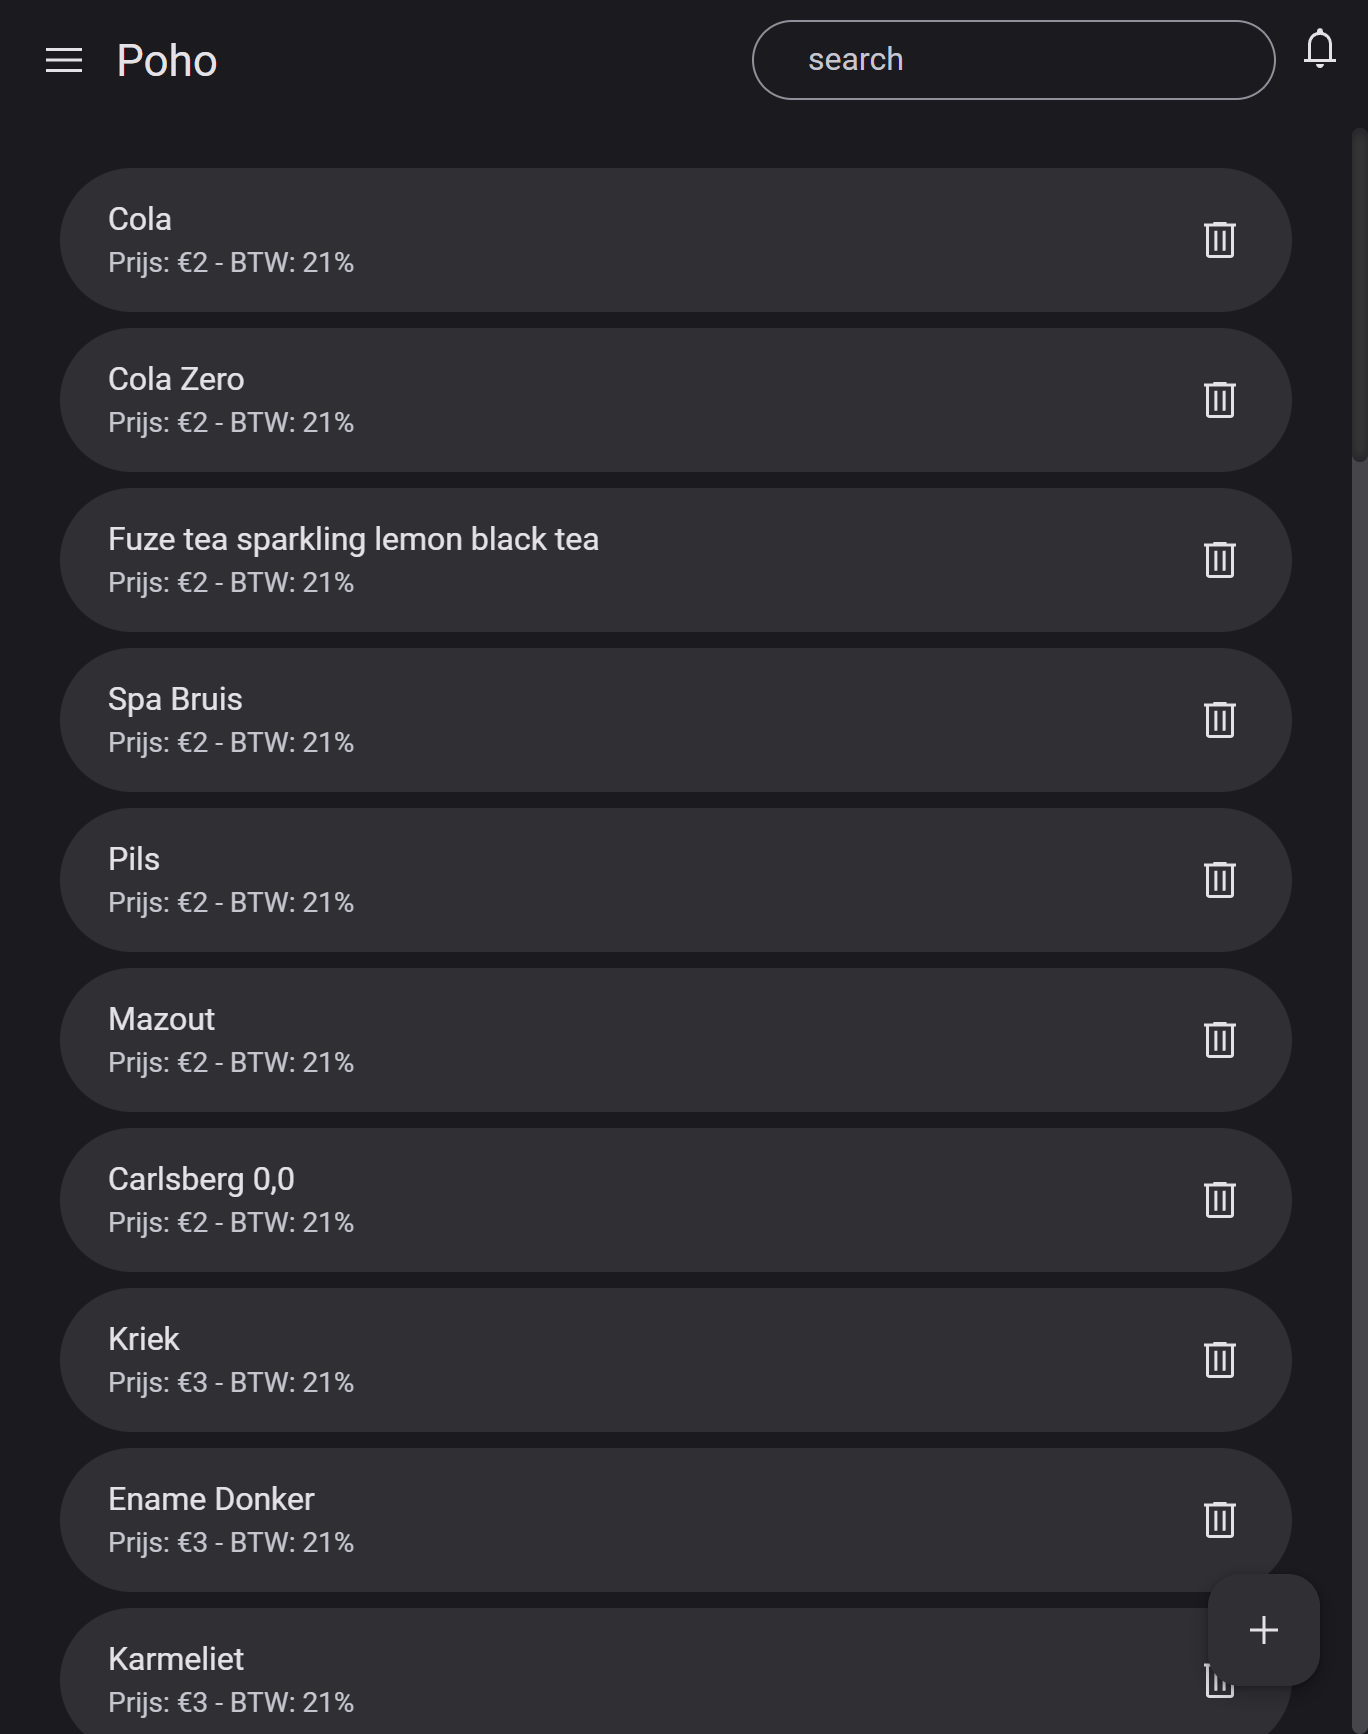 Poho
search
Cola
Prijs: €2 - BTW: 21%
Cola Zero
Prijs: €2 - BTW: 21%
Fuze tea sparkling lemon black tea
Prijs: €2 - BTW: 21%
Spa Bruis
Prijs: €2 - BTW: 21%
Pils
Prijs: €2 - BTW: 21%
Mazout
Prijs: €2 - BTW: 21%
Carlsberg 0,0
Prijs: €2 - BTW: 21%
Kriek
Prijs: €3 - BTW: 21%
Ename Donker
Prijs: €3 - BTW: 21%
Karmeliet
Prijs: €3 - BTW: 21%